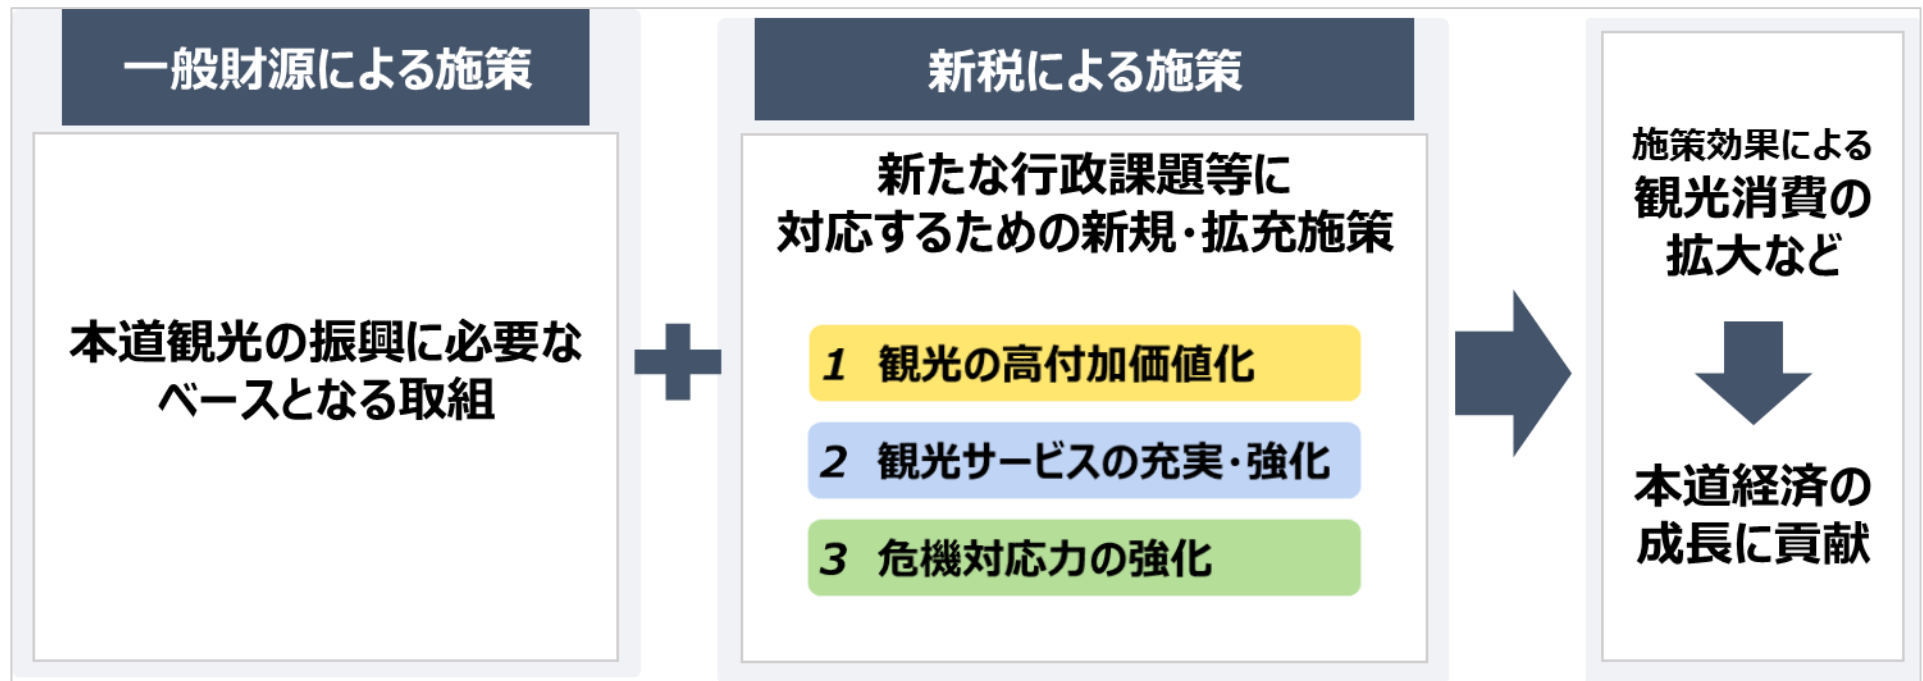 一般財源による施策
本道観光の振興に必要な
ベースとなる取組
新税による施策
新たな行政課題等に
対応するための新規・拡充施策
1 観光の高付加価値化
2 観光サービスの充実・強化
3 危機対応力の強化
施策効果による
観光消費の
拡大など
本道経済の
成長に貢献